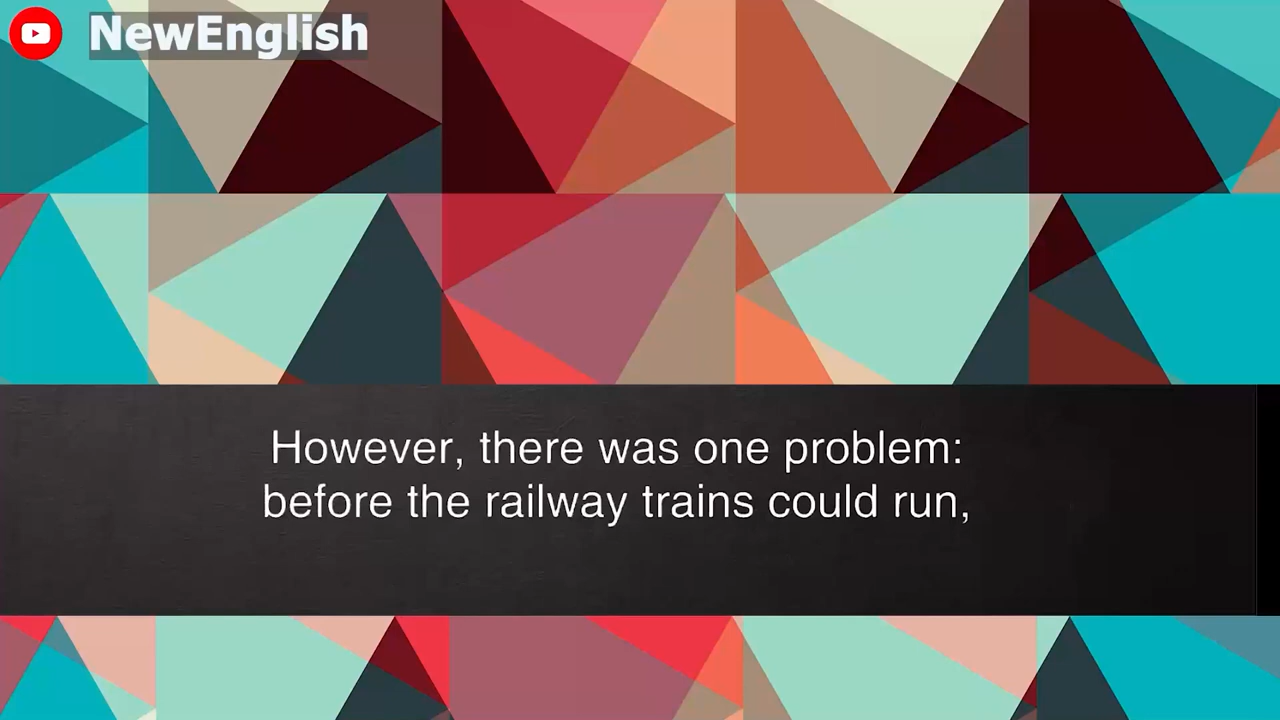 NewEnglish
However, there was one problem:
before the railway trains could run,